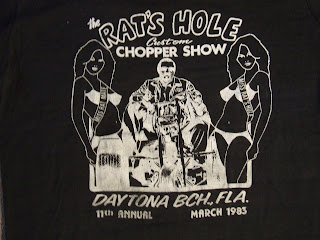 the
RAT'S HOLE
Custom
CHOPPER SHOW
DAYTONA BCH., FLA.
11TH ANNUAL MARCH 1983